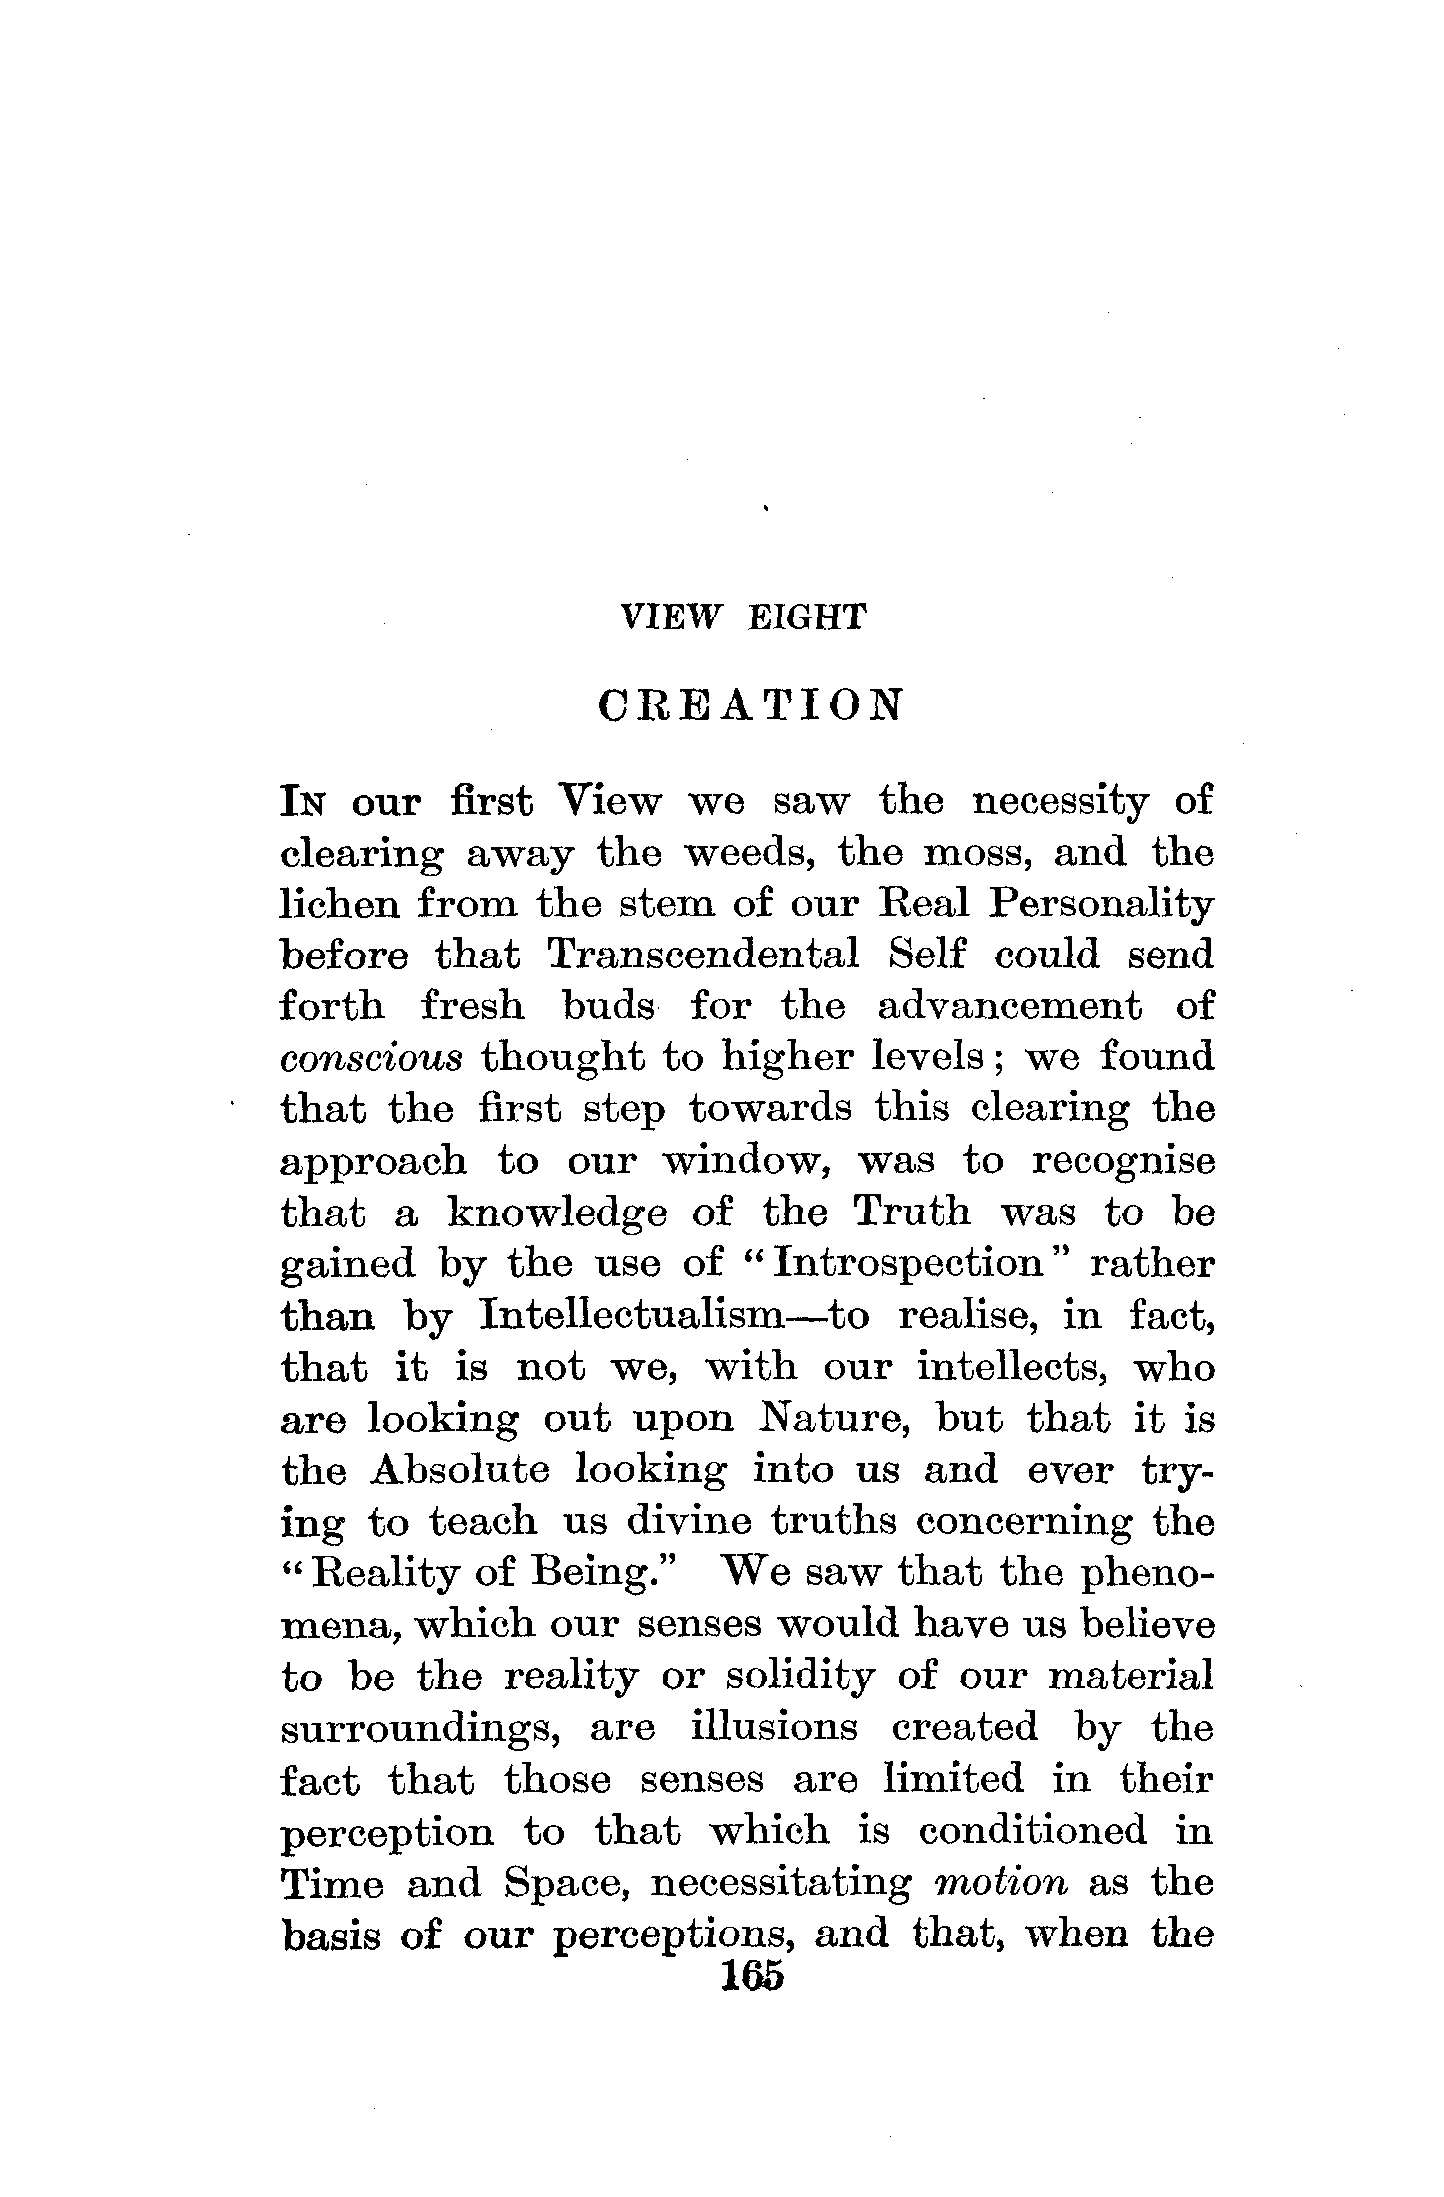 VIEW EIGHT
CREATION
In our first View we saw the necessity of
clearing away the weeds, the moss, and the
lichen from the stem of our Real Personality
before that Transcendental Self could send
forth fresh buds for the advancement of
conscious thought to higher levels; we found
that the first step towards this clearing the
approach to our window, was to recognise
that a knowledge of the Truth was to be
gained by the use of “Introspection” rather
than by Intellectualism—to realise, in fact,
that it is not we, with our intellects, who
are looking out upon Nature, but that it is
the Absolute looking into us and ever try-
ing to teach us divine truths concerning the
“Reality of Being.” We saw that the pheno-
mena, which our senses would have us believe
to be the reality or solidity of our material
surroundings, are illusions created by the
fact that those senses are limited in their
perception to that which is conditioned in
Time and Space, necessitating motion as the
basis of our perceptions, and that, when the
165